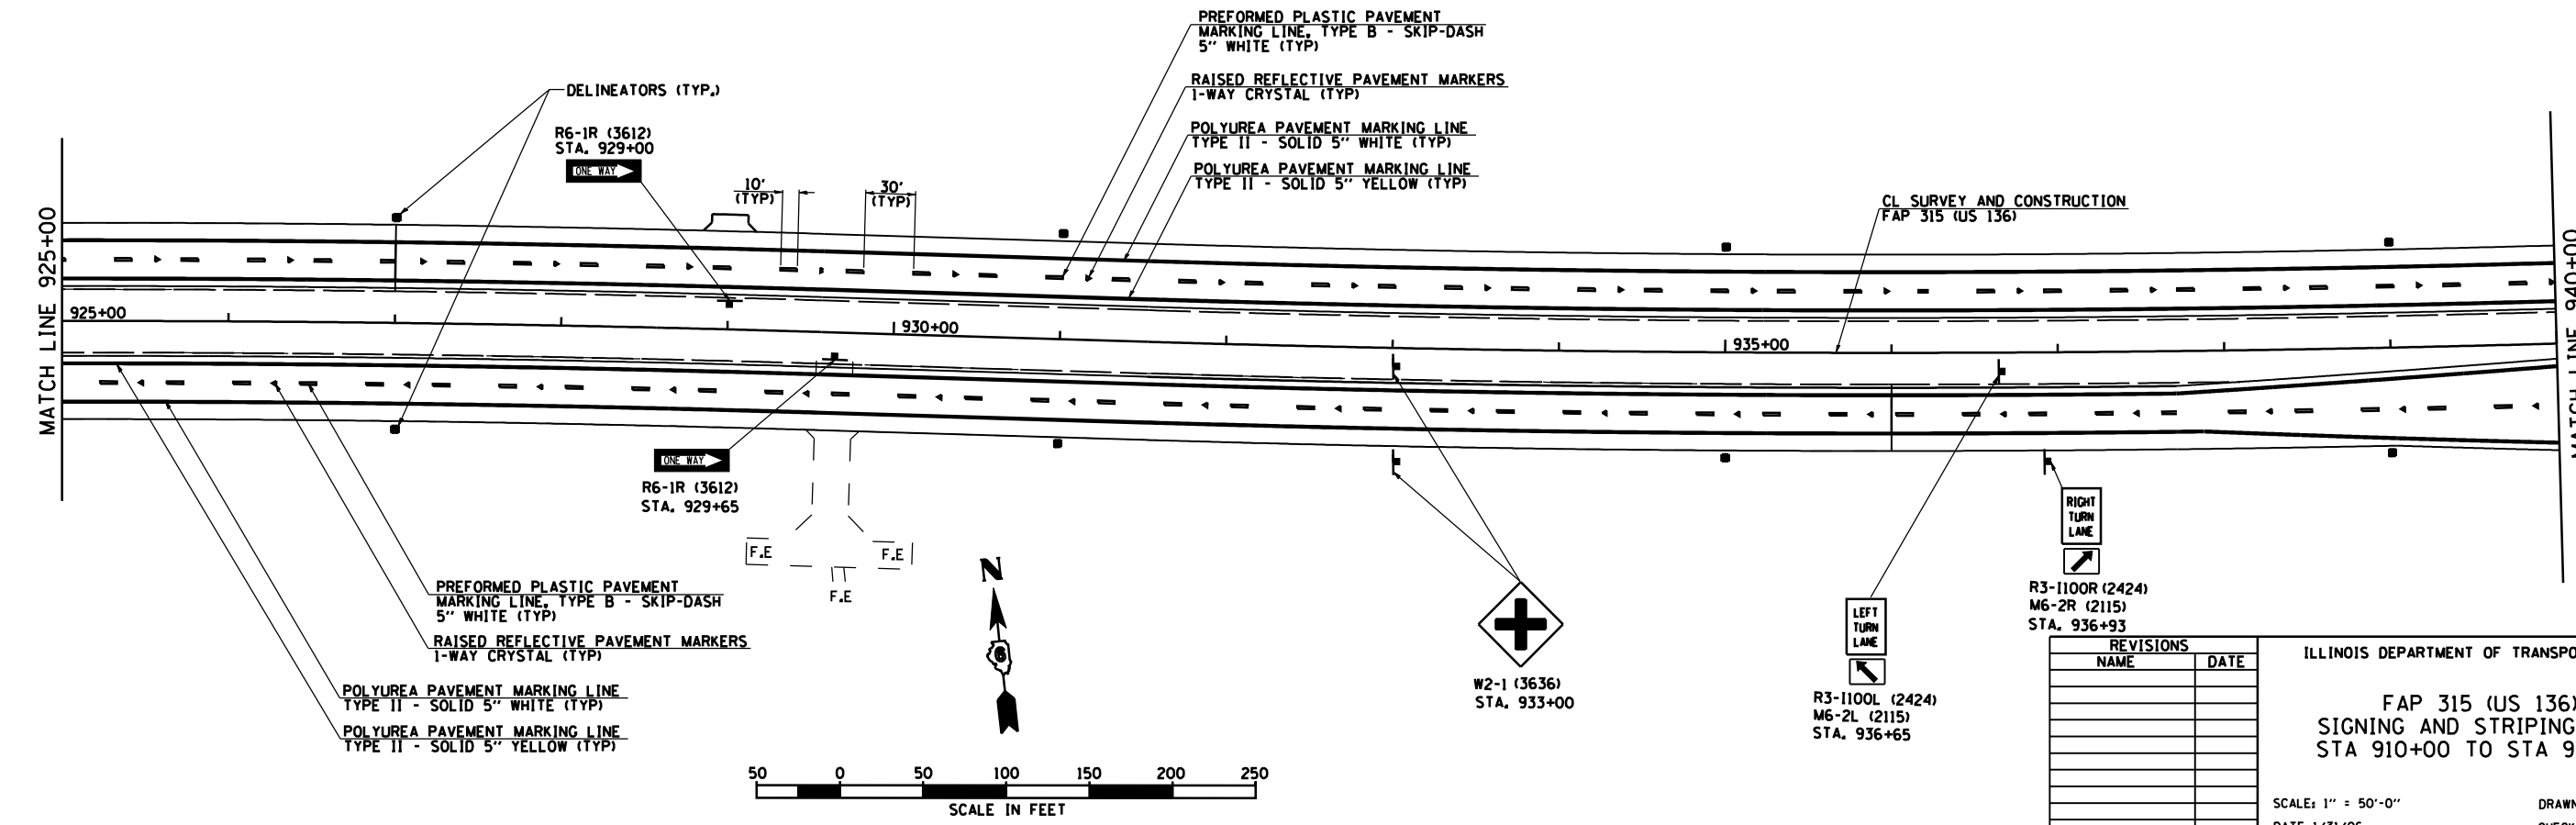 PREFORMED PLASTIC PAVEMENT
MARKING LINE, TYPE B - SKIP-DASH
5" WHITE (TYP)
RAISED REFLECTIVE PAVEMENT MARKERS
1-WAY CRYSTAL (TYP)
POLYUREA PAVEMENT MARKING LINE
TYPE II - SOLID 5" WHITE (TYP)
POLYUREA PAVEMENT MARKING LINE
TYPE II - SOLID 5" YELLOW (TYP)
DELINEATORS (TYP.)
R6-1R (3612)
STA. 929+00
ONE WAY
10'
(TYP)
30'
(TYP)
CL SURVEY AND CONSTRUCTION
FAP 315 (US 136)
MATCH LINE 925+00
925+00
930+00
935+00
MATCH LINE 940+00
ONE WAY
R6-1R (3612)
STA. 929+65
F.E
F.E
F.E
N
6
PREFORMED PLASTIC PAVEMENT
MARKING LINE, TYPE B - SKIP-DASH
5" WHITE (TYP)
RAISED REFLECTIVE PAVEMENT MARKERS
1-WAY CRYSTAL (TYP)
POLYUREA PAVEMENT MARKING LINE
TYPE II - SOLID 5" WHITE (TYP)
POLYUREA PAVEMENT MARKING LINE
TYPE II - SOLID 5" YELLOW (TYP)
W2-1 (3636)
STA. 933+00
LEFT
TURN
LANE
R3-I100L (2424)
M6-2L (2115)
STA. 936+65
RIGHT
TURN
LANE
R3-I100R (2424)
M6-2R (2115)
STA. 936+93
50 0 50 100 150 200 250
SCALE IN FEET
REVISIONS
NAME DATE
ILLINOIS DEPARTMENT OF TRANSPO
FAP 315 (US 136)
SIGNING AND STRIPING
STA 910+00 TO STA 9
SCALE: 1" = 50'-0"
DRAWN